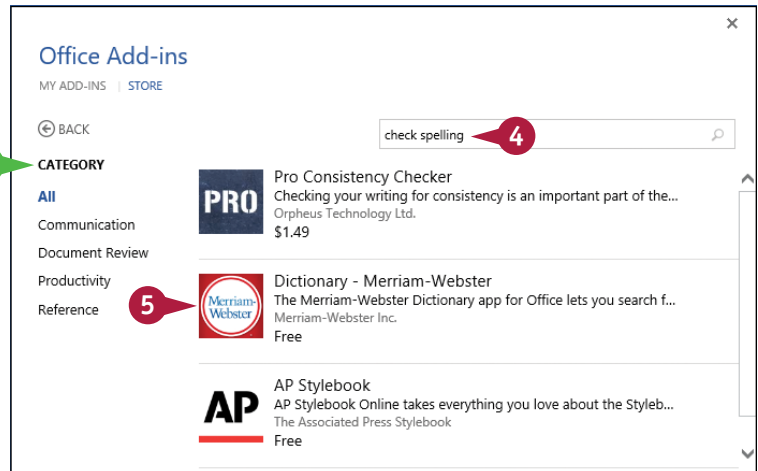 ×
Office Add-ins
MY ADD-INS | STORE
BACK
check spelling 4
CATEGORY
All
Communication
Document Review
Productivity
Reference
PRO
Pro Consistency Checker
Checking your writing for consistency is an important part of the...
Orpheus Technology Ltd.
$1.49
5
Merriam-
Webster
Dictionary - Merriam-Webster
The Merriam-Webster Dictionary app for Office lets you search f...
Merriam-Webster Inc.
Free
AP
AP Stylebook
AP Stylebook Online takes everything you love about the Styleb...
The Associated Press Stylebook
Free